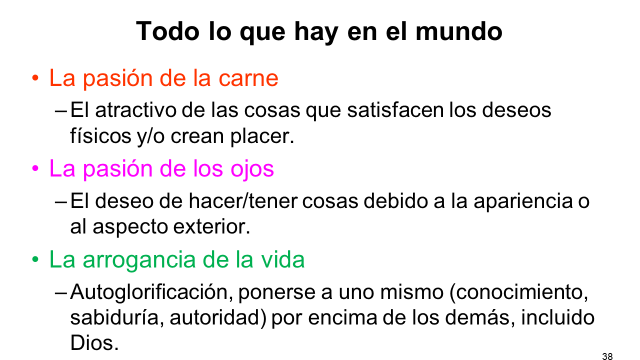 Todo lo que hay en el mundo
• La pasión de la carne
–El atractivo de las cosas que satisfacen los deseos
físicos y/o crean placer.
• La pasión de los ojos
–El deseo de hacer/tener cosas debido a la apariencia o
al aspecto exterior.
• La arrogancia de la vida
–Autoglorificación, ponerse a uno mismo (conocimiento,
sabiduría, autoridad) por encima de los demás, incluido
Dios.
38